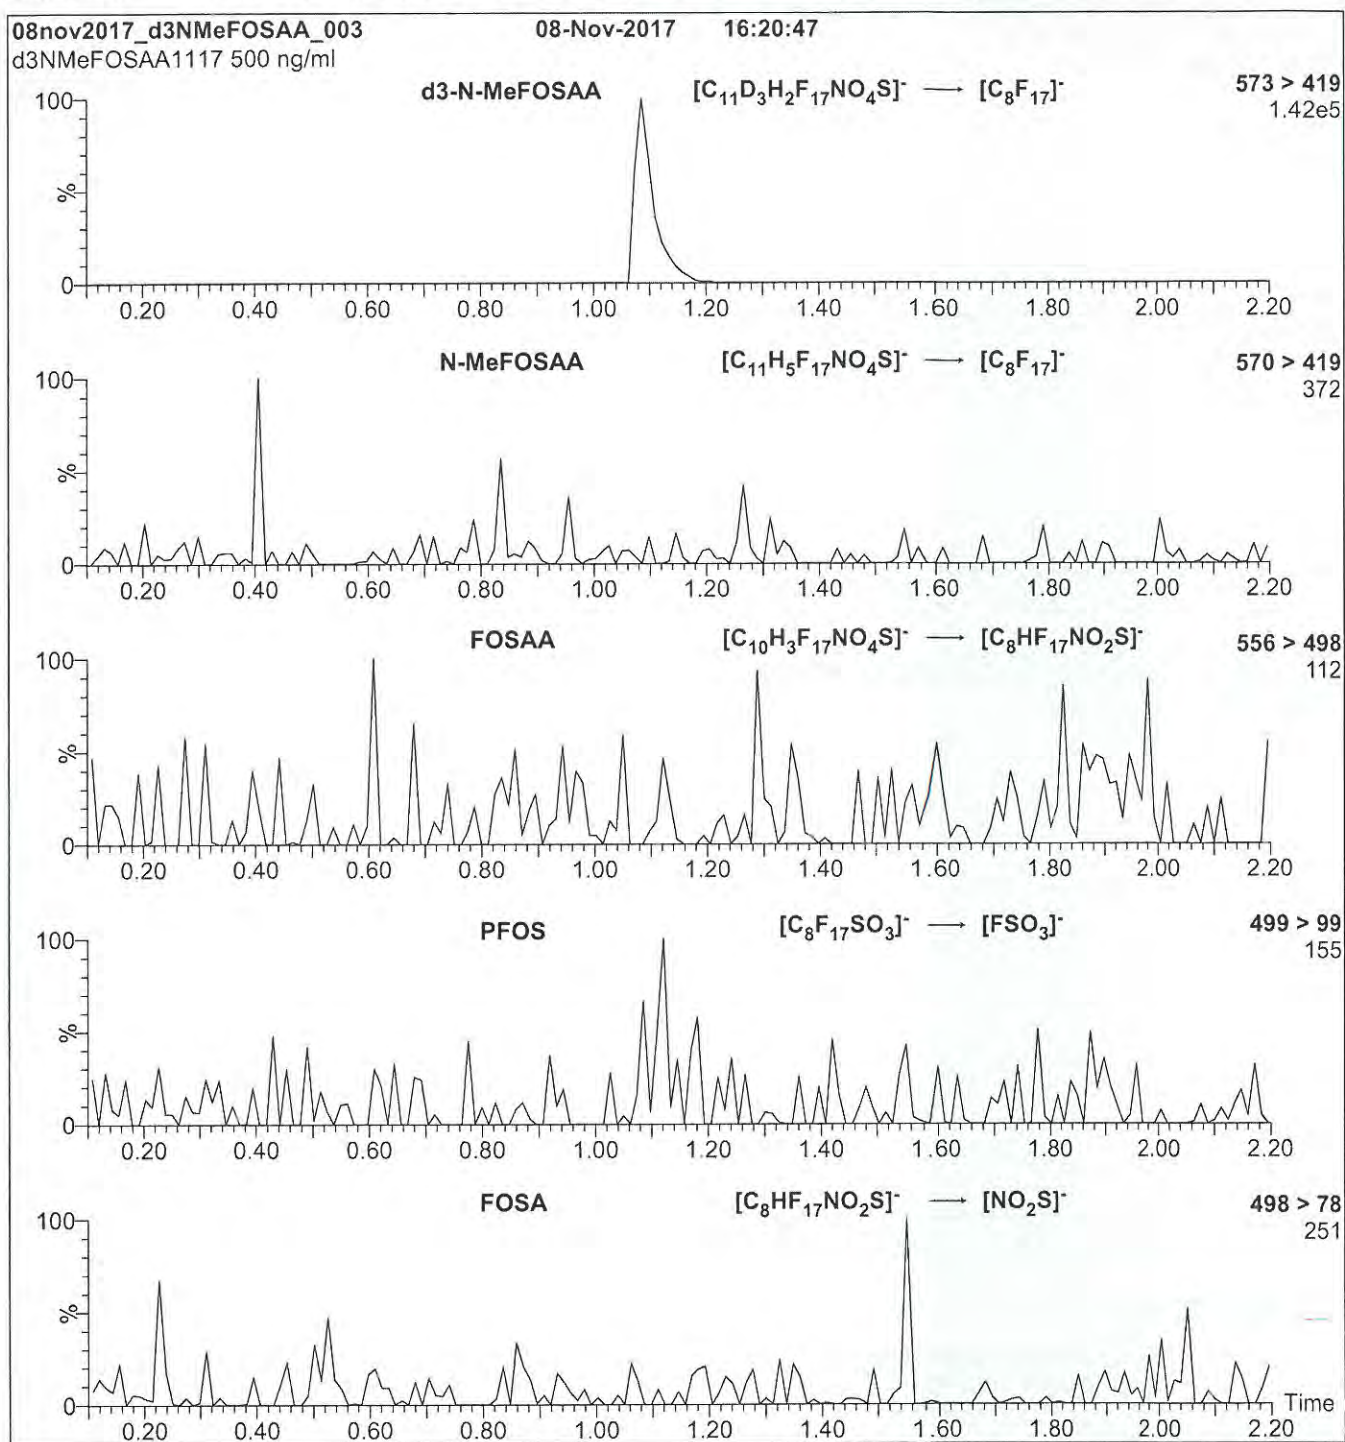 08nov2017_d3NMeFOSAA_003 08-Nov-2017 16:20:47
d3NMeFOSAA1117 500 ng/ml
d3-N-MeFOSAA [C₁₁D₃H₂F₁₇NO₄S]⁻ → [C₈F₁₇]⁻ 573 > 419
1.42e5
100
%
0
0.20 0.40 0.60 0.80 1.00 1.20 1.40 1.60 1.80 2.00 2.20
N-MeFOSAA [C₁₁H₅F₁₇NO₄S]⁻ → [C₈F₁₇]⁻ 570 > 419
372
100
%
0
0.20 0.40 0.60 0.80 1.00 1.20 1.40 1.60 1.80 2.00 2.20
FOSAA [C₁₀H₃F₁₇NO₄S]⁻ → [C₈HF₁₇NO₂S]⁻ 556 > 498
112
100
%
0
0.20 0.40 0.60 0.80 1.00 1.20 1.40 1.60 1.80 2.00 2.20
PFOS [C₈F₁₇SO₃]⁻ → [FSO₃]⁻ 499 > 99
155
100
%
0
0.20 0.40 0.60 0.80 1.00 1.20 1.40 1.60 1.80 2.00 2.20
FOSA [C₈HF₁₇NO₂S]⁻ → [NO₂S]⁻ 498 > 78
251
100
%
0
Time
0.20 0.40 0.60 0.80 1.00 1.20 1.40 1.60 1.80 2.00 2.20